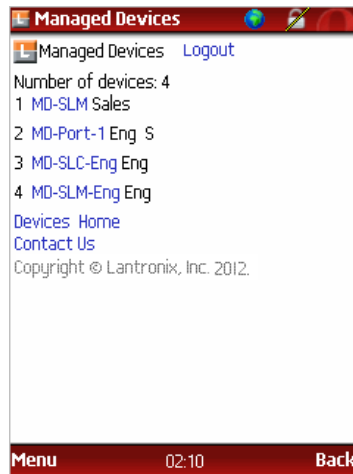 Managed Devices
Managed Devices Logout
Number of devices: 4
1 MD-SLM Sales
2 MD-Port-1 Eng S
3 MD-SLC-Eng Eng
4 MD-SLM-Eng Eng
Devices Home
Contact Us
Copyright © Lantronix, Inc. 2012.
Menu 02:10 Back